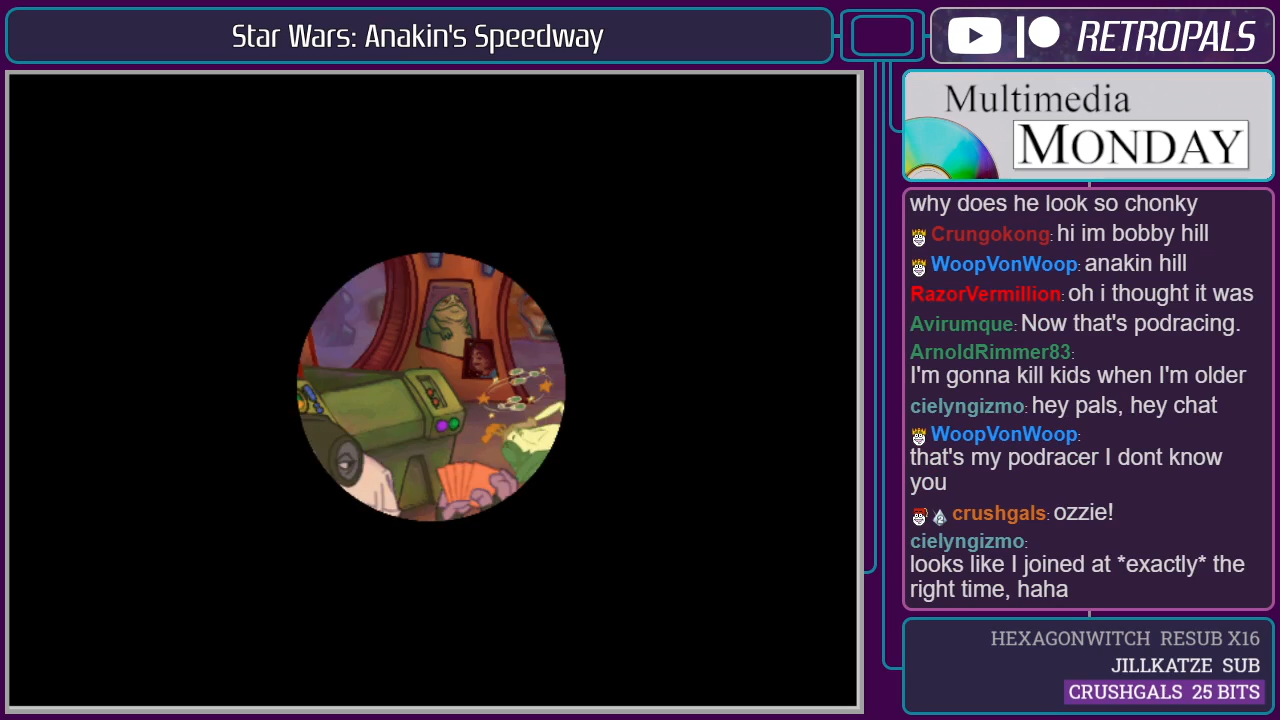 Star Wars: Anakin's Speedway
RETROPALS
Multimedia
MONDAY
why does he look so chonky
Crungokong: hi im bobby hill
WoopVonWoop: anakin hill
RazorVermillion: oh i thought it was
Avirumque: Now that's podracing.
ArnoldRimmer83:
I'm gonna kill kids when I'm older
cielyngizmo: hey pals, hey chat
WoopVonWoop:
that's my podracer I dont know
you
crushgals: ozzie!
cielyngizmo:
looks like I joined at *exactly* the
right time, haha
HEXAGONWITCH RESUB X16
JILLKATZE SUB
CRUSHGALS 25 BITS